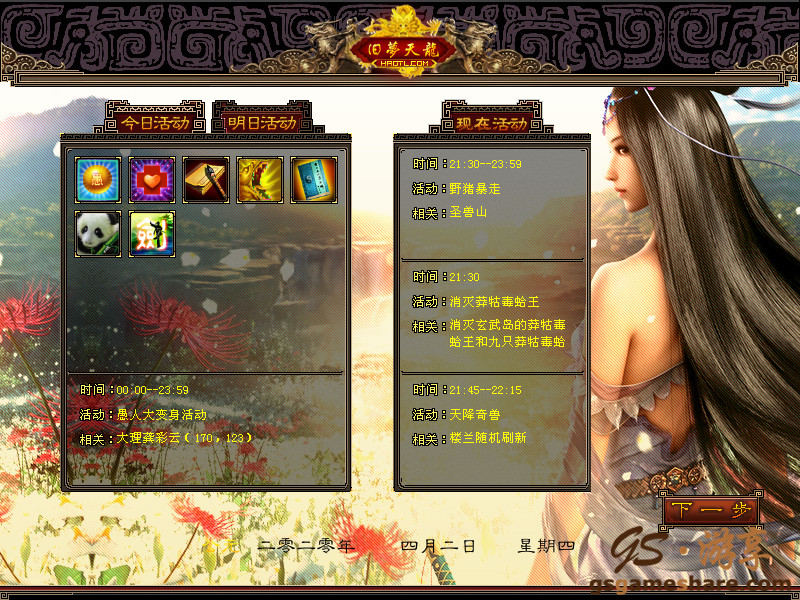 旧梦天龍
HAOTL.COM
今日活动
明日活动
现在活动
愚
时间：00:00--23:59
活动：愚人大变身活动
相关：大理龚彩云（170，123）
时间：21:30--23:59
活动：野猪暴走
相关：圣兽山
时间：21:30
活动：消灭莽牯毒蛤王
相关：消灭玄武岛的莽牯毒
蛤王和九只莽牯毒蛤
时间：21:45--22:15
活动：天降奇兽
相关：楼兰随机刷新
下一步
二零二零年 四月二日 星期四
GS·游享
gsgameshare.com